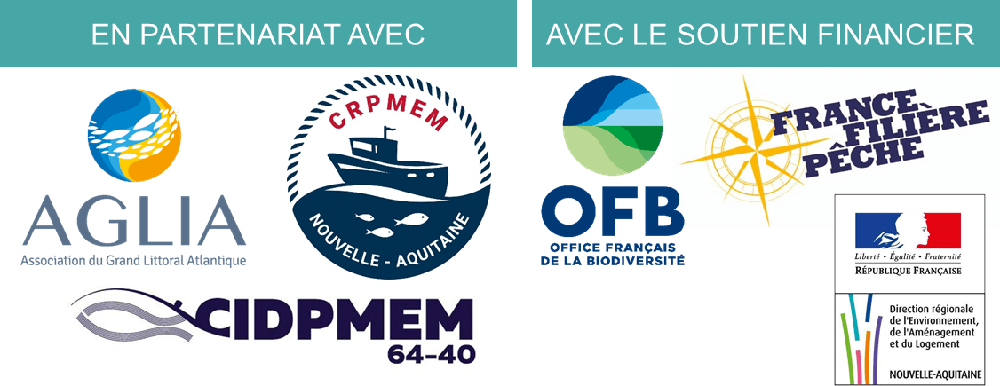 EN PARTENARIAT AVEC
AGLIA
Association du Grand Littoral Atlantique
CRPMEM
NOUVELLE - AQUITAINE
CIDPMEM
64-40
AVEC LE SOUTIEN FINANCIER
OFB
OFFICE FRANÇAIS
DE LA BIODIVERSITÉ
FRANCE
FILIÈRE
PÊCHE
Liberté • Égalité • Fraternité
RÉPUBLIQUE FRANÇAISE
Direction régionale
de l'Environnement,
de l'Aménagement
et du Logement
NOUVELLE-AQUITAINE